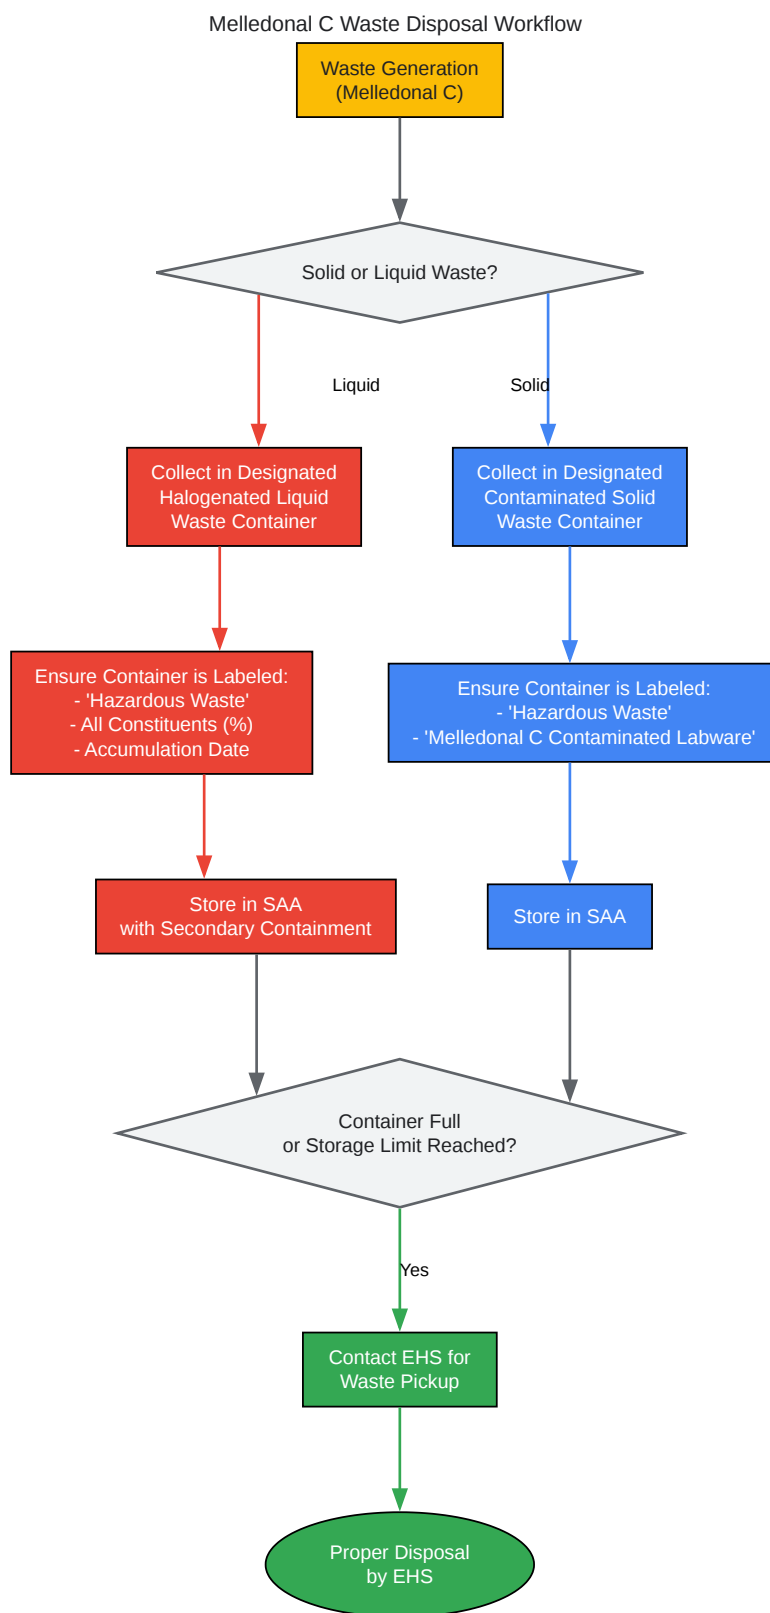 Melledonal C Waste Disposal Workflow
Waste Generation
(Melledonal C)
Solid or Liquid Waste?
Liquid
Solid
Collect in Designated
Halogenated Liquid
Waste Container
Collect in Designated
Contaminated Solid
Waste Container
Ensure Container is Labeled:
- 'Hazardous Waste'
- All Constituents (%)
- Accumulation Date
Ensure Container is Labeled:
- 'Hazardous Waste'
- 'Melledonal C Contaminated Labware'
Store in SAA
with Secondary Containment
Store in SAA
Container Full
or Storage Limit Reached?
Yes
Contact EHS for
Waste Pickup
Proper Disposal
by EHS